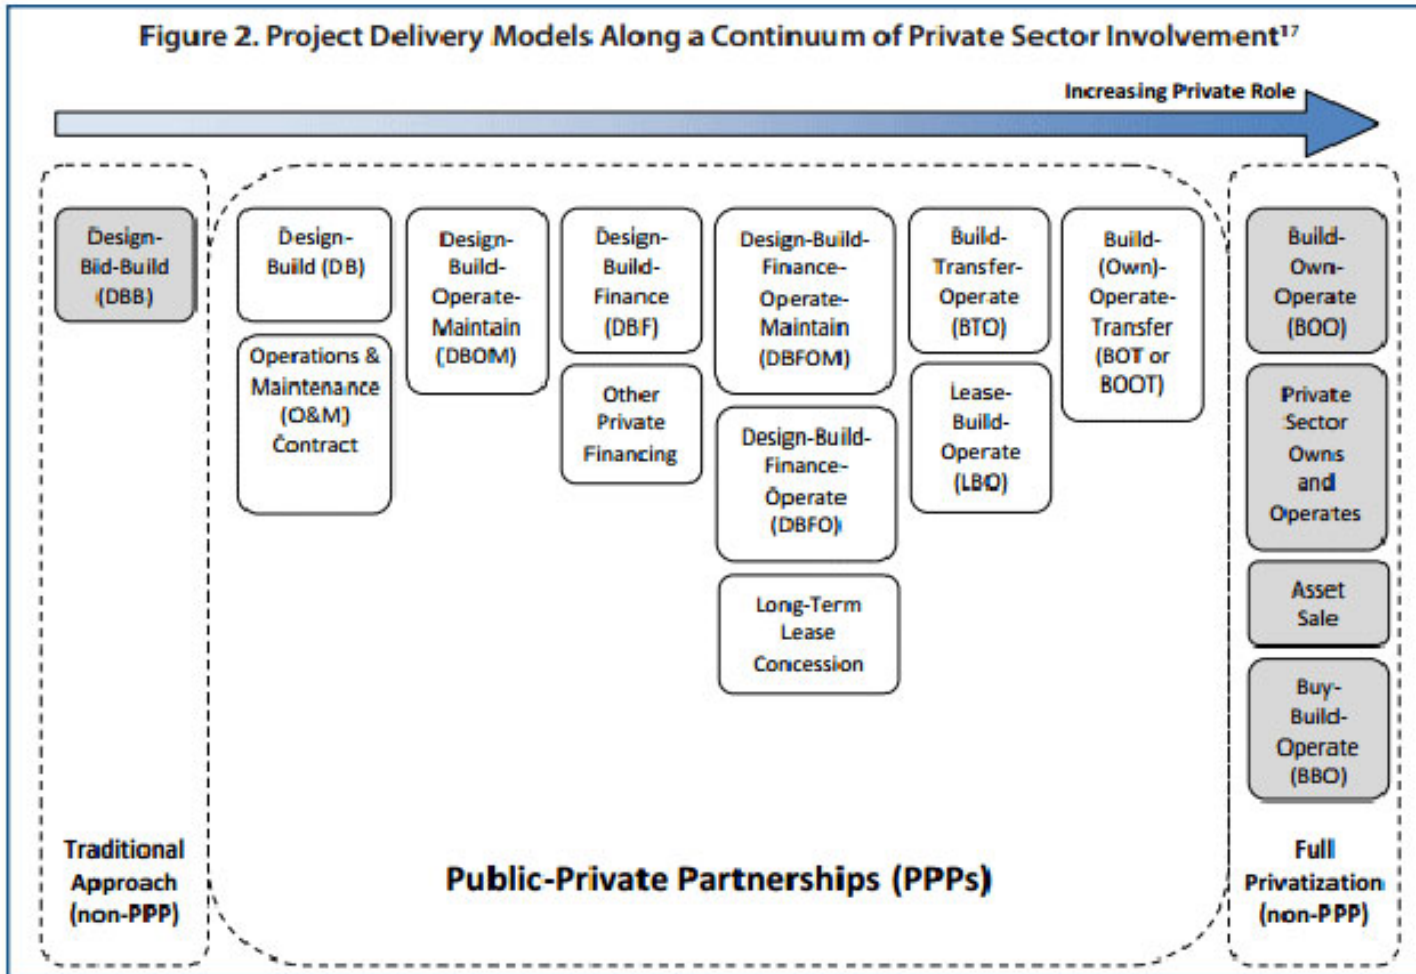 Figure 2. Project Delivery Models Along a Continuum of Private Sector Involvement¹⁷
Increasing Private Role
Design-
Bid-Build
(DBB)
Traditional
Approach
(non-PPP)
Design-
Build (DB)
Operations &
Maintenance
(O&M)
Contract
Design-
Build-
Operate-
Maintain
(DBOM)
Design-
Build-
Finance
(DBF)
Other
Private
Financing
Design-Build-
Finance-
Operate-
Maintain
(DBFOM)
Design-Build-
Finance-
Operate
(DBFO)
Long-Term
Lease
Concession
Build-
Transfer-
Operate
(BTO)
Lease-
Build-
Operate
(LBO)
Build-
(Own)-
Operate-
Transfer
(BOT or
BOOT)
Public-Private Partnerships (PPPs)
Build-
Own-
Operate
(BOO)
Private
Sector
Owns
and
Operates
Asset
Sale
Buy-
Build-
Operate
(BBO)
Full
Privatization
(non-PPP)